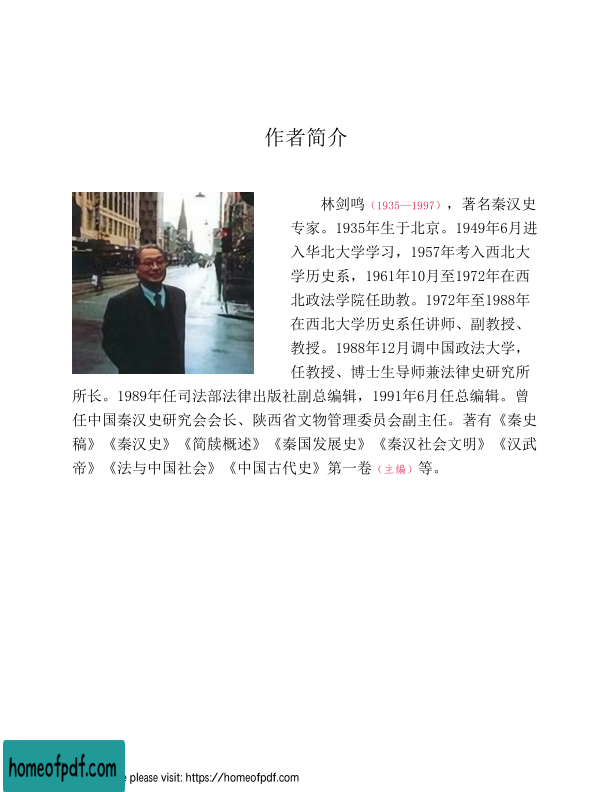 作者简介
林剑鸣（1935—1997），著名秦汉史
专家。1935年生于北京。1949年6月进
入华北大学学习，1957年考入西北大
学历史系，1961年10月至1972年在西
北政法学院任助教。1972年至1988年
在西北大学历史系任讲师、副教授、
教授。1988年12月调中国政法大学，
任教授、博士生导师兼法律史研究所
所长。1989年任司法部法律出版社副总编辑，1991年6月任总编辑。曾
任中国秦汉史研究会会长、陕西省文物管理委员会副主任。著有《秦史
稿》《秦汉史》《简牍概述》《秦国发展史》《秦汉社会文明》《汉武
帝》《法与中国社会》《中国古代史》第一卷（主编）等。
homeofpdf.com
please visit: https://homeofpdf.com